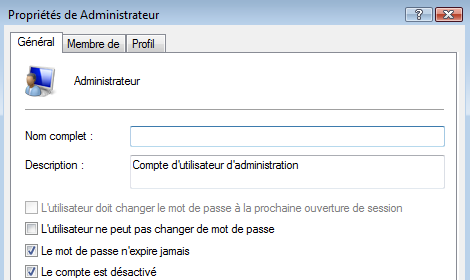 Propriétés de Administrateur
Général Membre de Profil
Administrateur
Nom complet :
Description : Compte d'utilisateur d'administration
L'utilisateur doit changer le mot de passe à la prochaine ouverture de session
L'utilisateur ne peut pas changer de mot de passe
Le mot de passe n'expire jamais
Le compte est désactivé